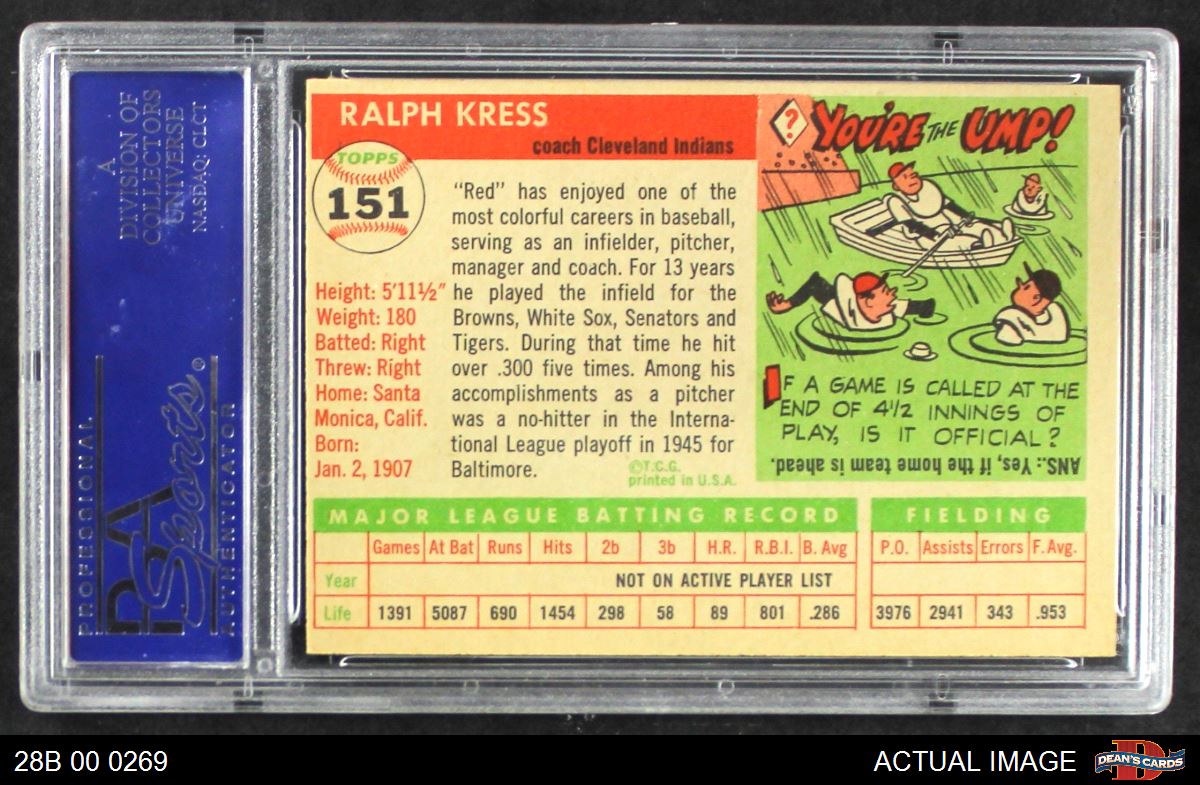 A
DIVISION OF
COLLECTORS
UNIVERSE
NASDAQ: CLCT
PROFESSIONAL
PSA
Sports®
AUTHENTICATOR
RALPH KRESS
coach Cleveland Indians
TOPPS
151
Height: 5'11½"
Weight: 180
Batted: Right
Threw: Right
Home: Santa
Monica, Calif.
Born:
Jan. 2, 1907
"Red" has enjoyed one of the
most colorful careers in baseball,
serving as an infielder, pitcher,
manager and coach. For 13 years
he played the infield for the
Browns, White Sox, Senators and
Tigers. During that time he hit
over .300 five times. Among his
accomplishments as a pitcher
was a no-hitter in the Interna-
tional League playoff in 1945 for
Baltimore.
©T.C.G.
printed in U.S.A.
?
YOU'RE THE UMP!
IF A GAME IS CALLED AT THE
END OF 4½ INNINGS OF
PLAY, IS IT OFFICIAL?
ANS.: Yes, if the home team is ahead.
MAJOR LEAGUE BATTING RECORD
Games At Bat Runs Hits 2b 3b H.R. R.B.I. B. Avg
Year NOT ON ACTIVE PLAYER LIST
Life 1391 5087 690 1454 298 58 89 801 .286
FIELDING
P.O. Assists Errors F. Avg.
3976 2941 343 .953
28B 00 0269
ACTUAL IMAGE
D
DEAN'S CARDS